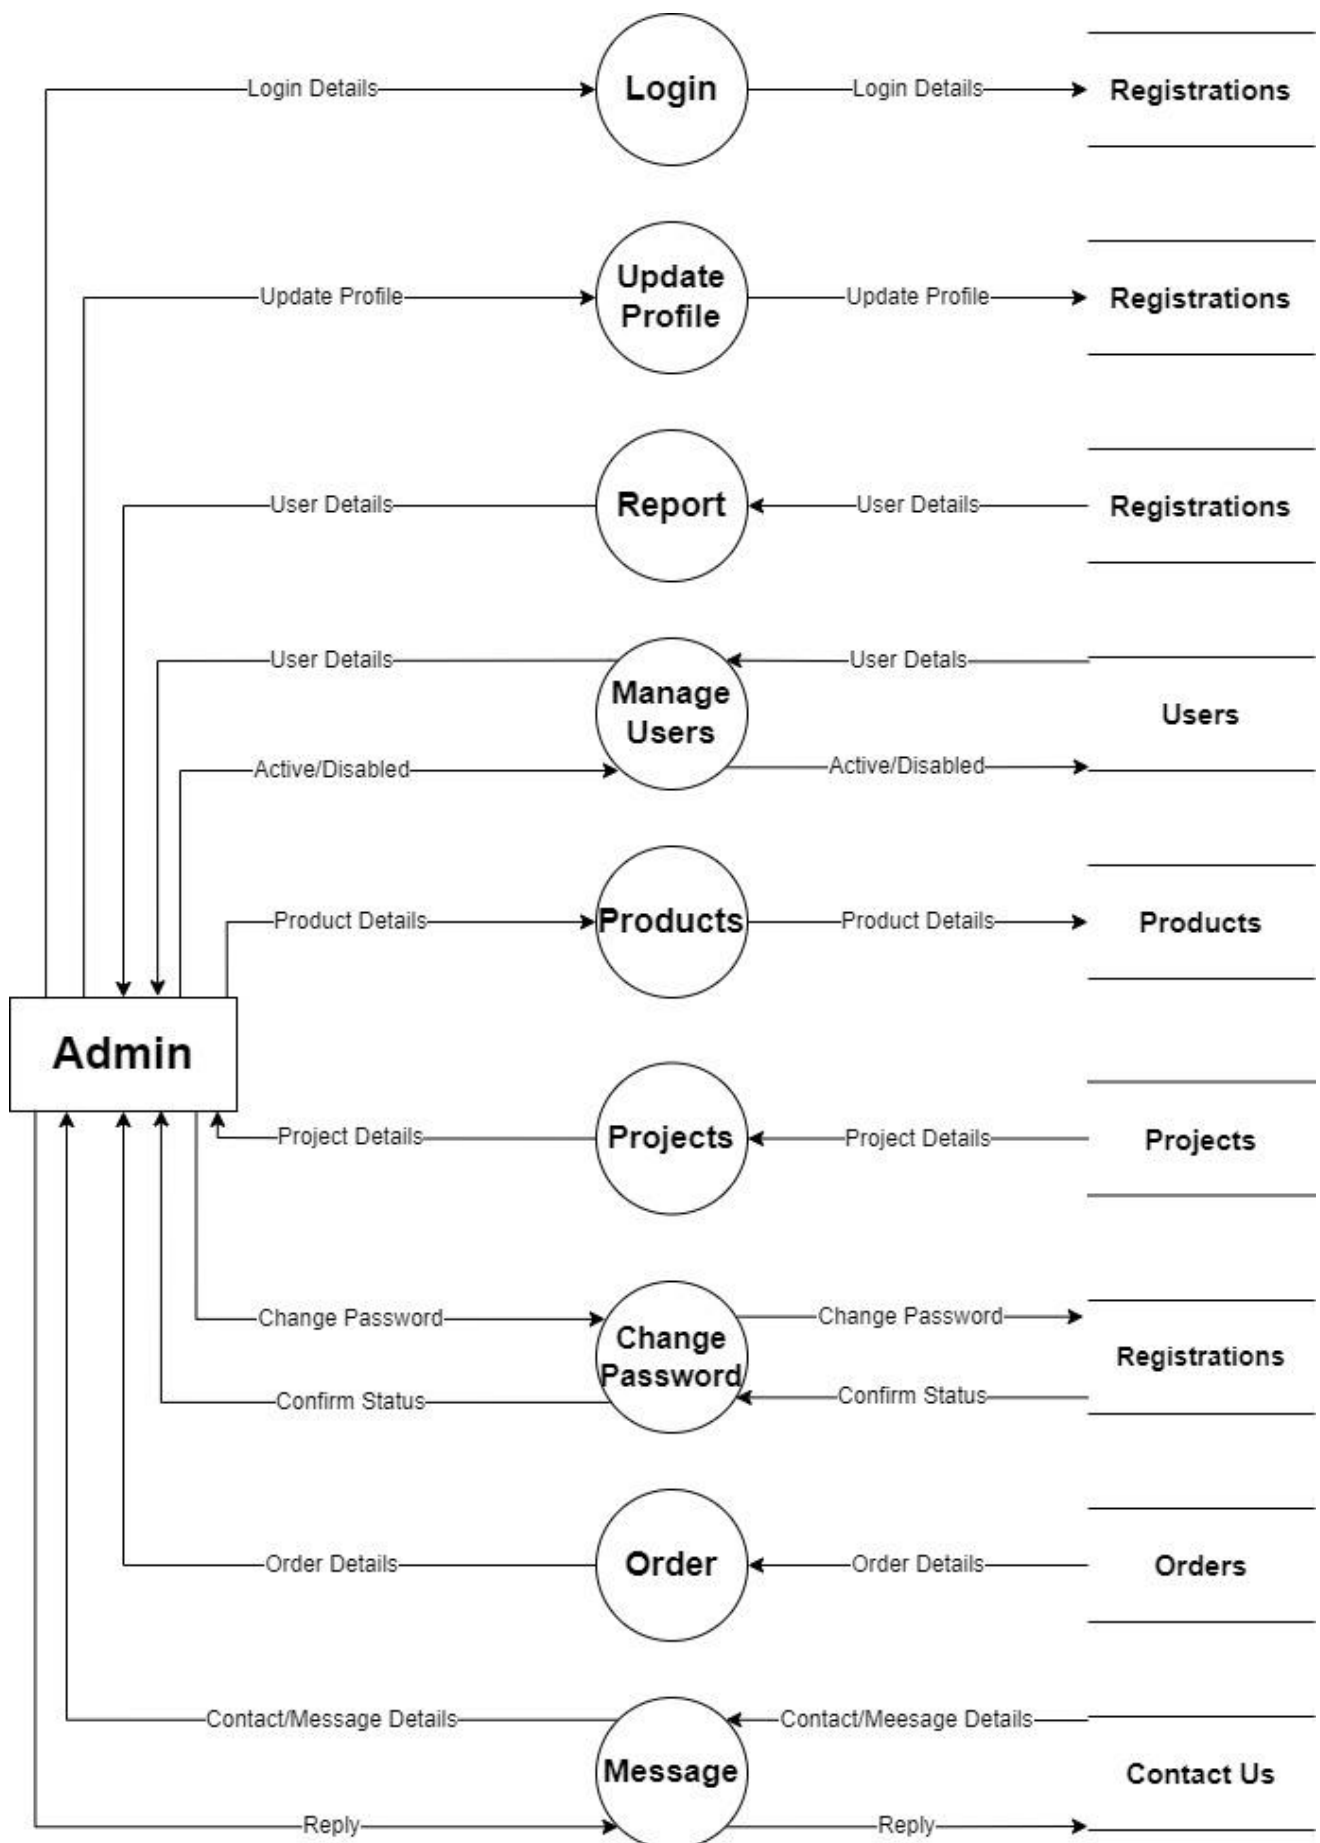 Login Details
Login
Login Details
Registrations
Update Profile
Update
Profile
Update Profile
Registrations
User Details
Report
User Details
Registrations
User Details
Manage
Users
User Detals
Users
Active/Disabled
Active/Disabled
Product Details
Products
Product Details
Products
Admin
Project Details
Projects
Project Details
Projects
Change Password
Change
Password
Change Password
Registrations
Confirm Status
Confirm Status
Order Details
Order
Order Details
Orders
Contact/Message Details
Contact/Meesage Details
Message
Contact Us
Reply
Reply